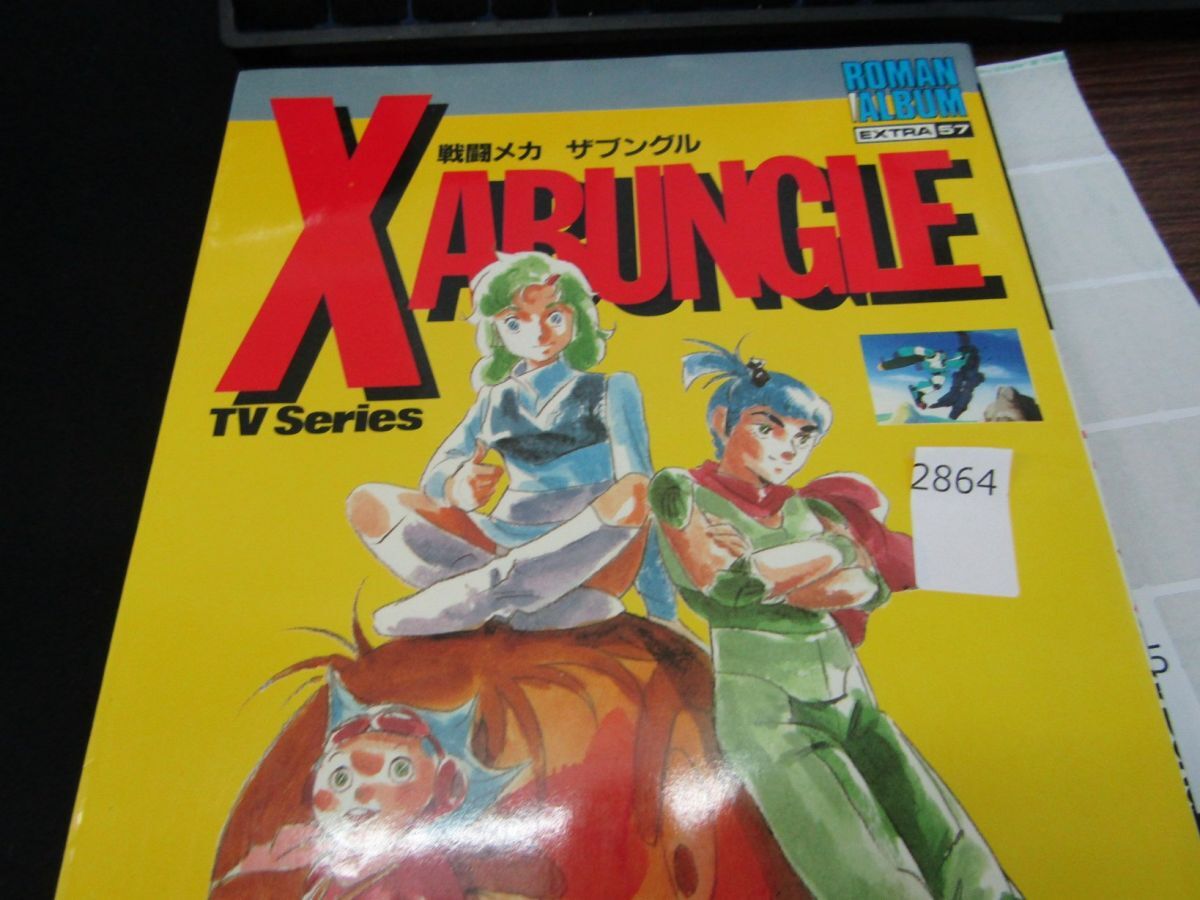 ROMAN
ALBUM
EXTRA 57
戦闘メカ ザブングル
XABUNGLE
TV Series
2864